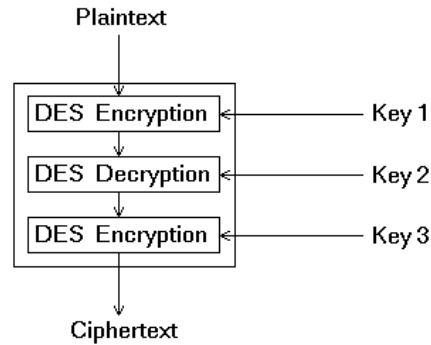 Plaintext
DES Encryption
Key 1
DES Decryption
Key 2
DES Encryption
Key 3
Ciphertext